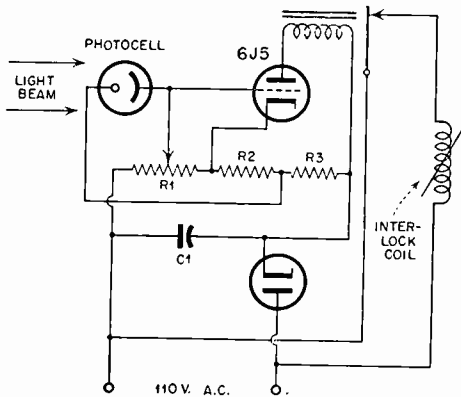 PHOTOCELL
6J5
LIGHT
BEAM
R1
R2
R3
C1
INTER-
LOCK
COIL
110 V. A.C.